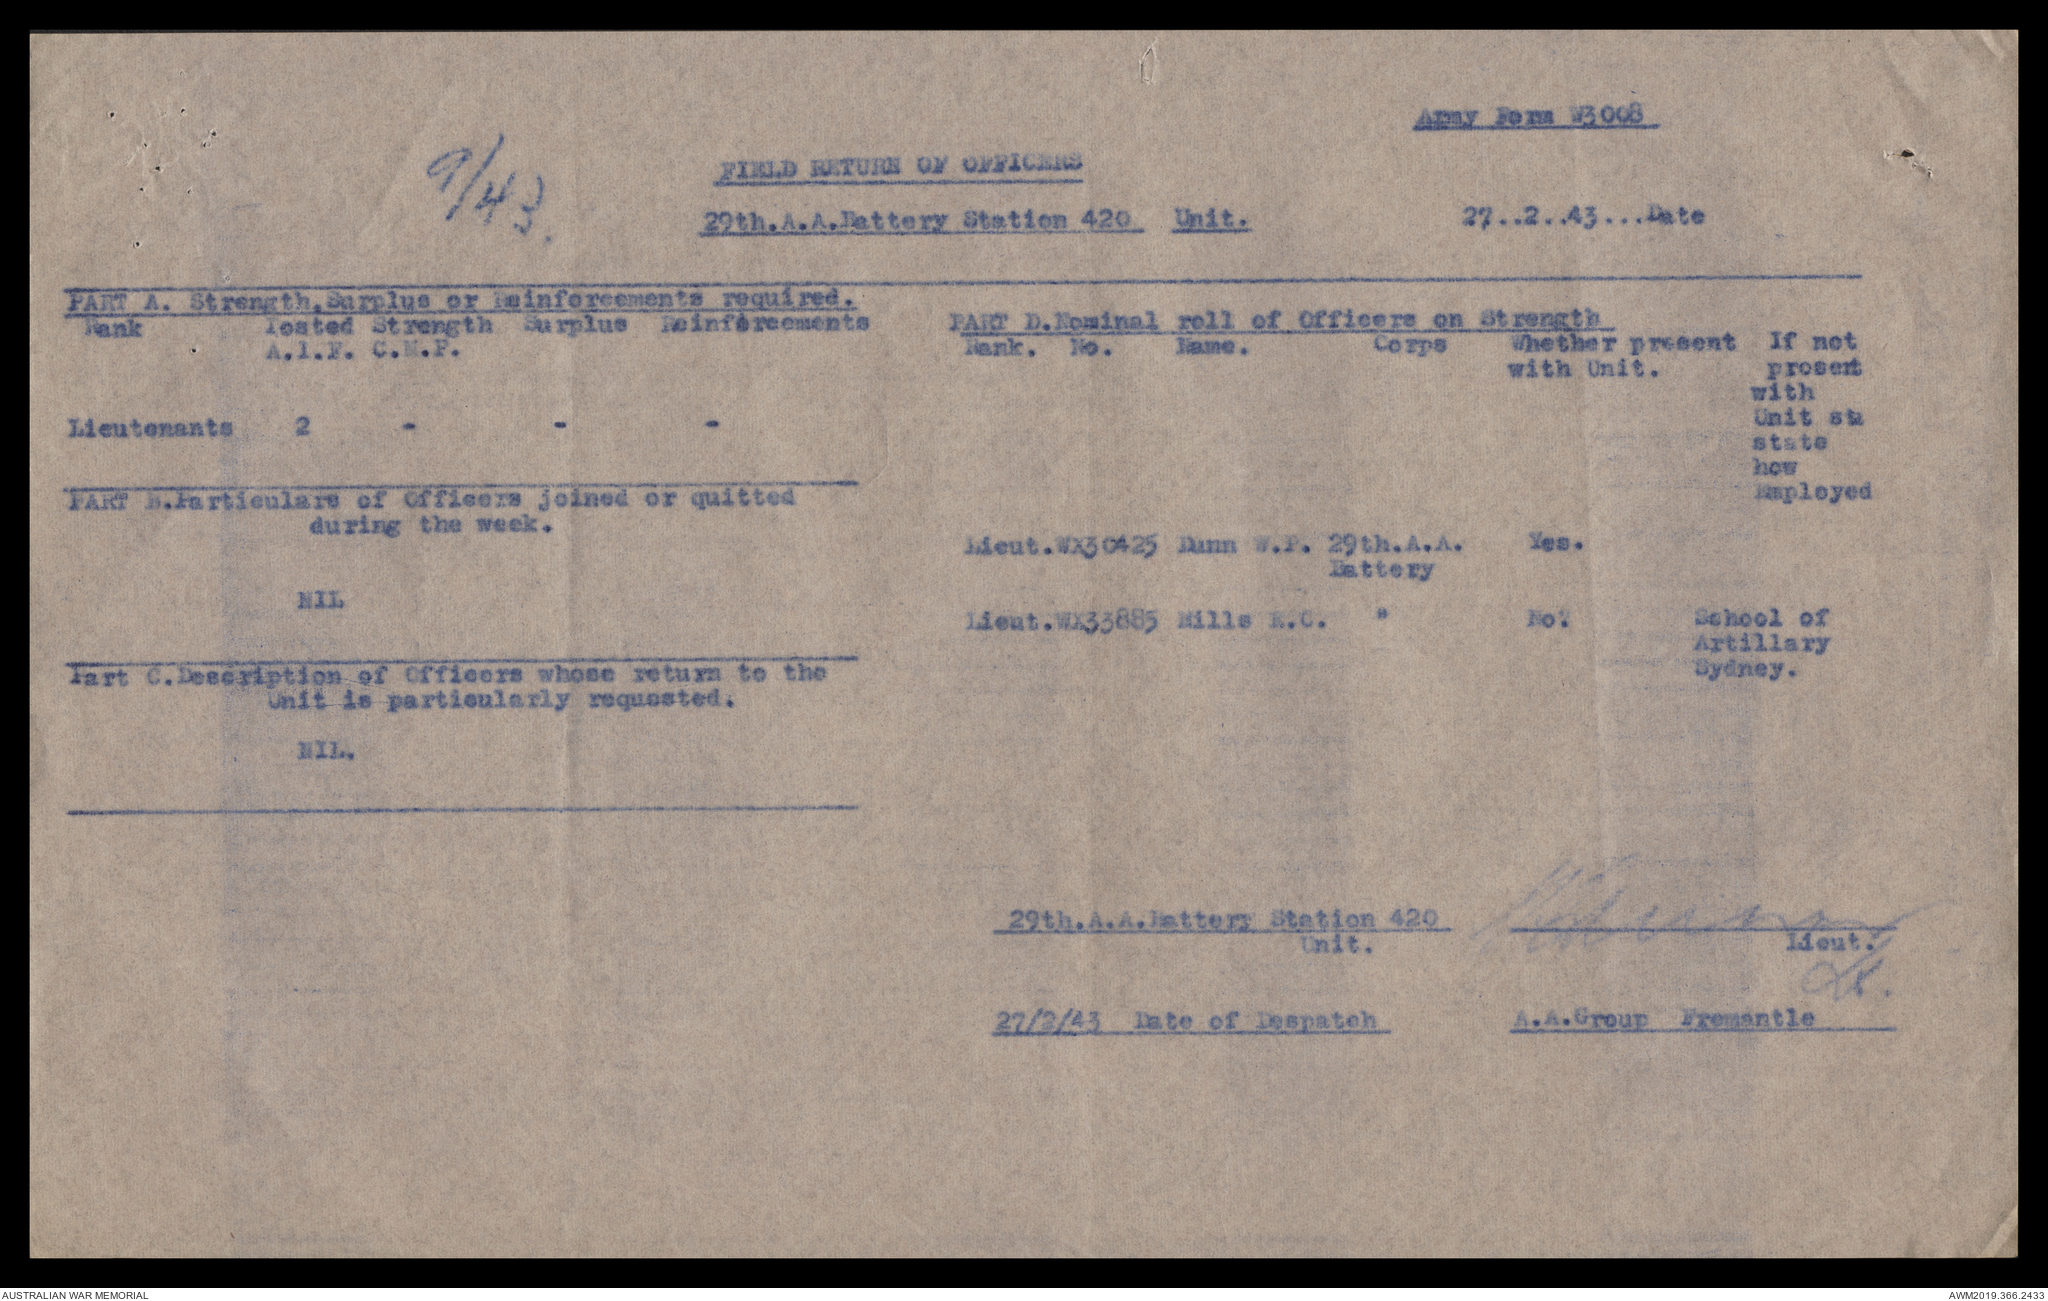 Army Form W3008
9/43.
FIELD RETURN OF OFFICERS
29th.A.A.Battery Station 420 Unit. 27..2..43...Date
PART A. Strength,Surplus or Reinforcements required.
Rank Posted Strength Surplus Reinforcements
A.I.F. C.M.F.
Lieutenants 2 - - -
PART B.Particulars of Officers joined or quitted
during the week.
NIL
Part C.Description of Officers whose return to the
Unit is particularly requested.
NIL.
PART D.Nominal roll of Officers on Strength
Rank. No. Name. Corps Whether present If not
with Unit. present
with
Unit sta
state
how
Employed
Lieut.WX30425 Dunn W.P. 29th.A.A. Yes.
Battery
Lieut.WX33885 Mills R.C. " No. School of
Artillary
Sydney.
29th.A.A.Battery Station 420
Unit. Lieut.
27/2/43 Date of Despatch A.A.Group Fremantle
AUSTRALIAN WAR MEMORIAL AWM2019.366.2433